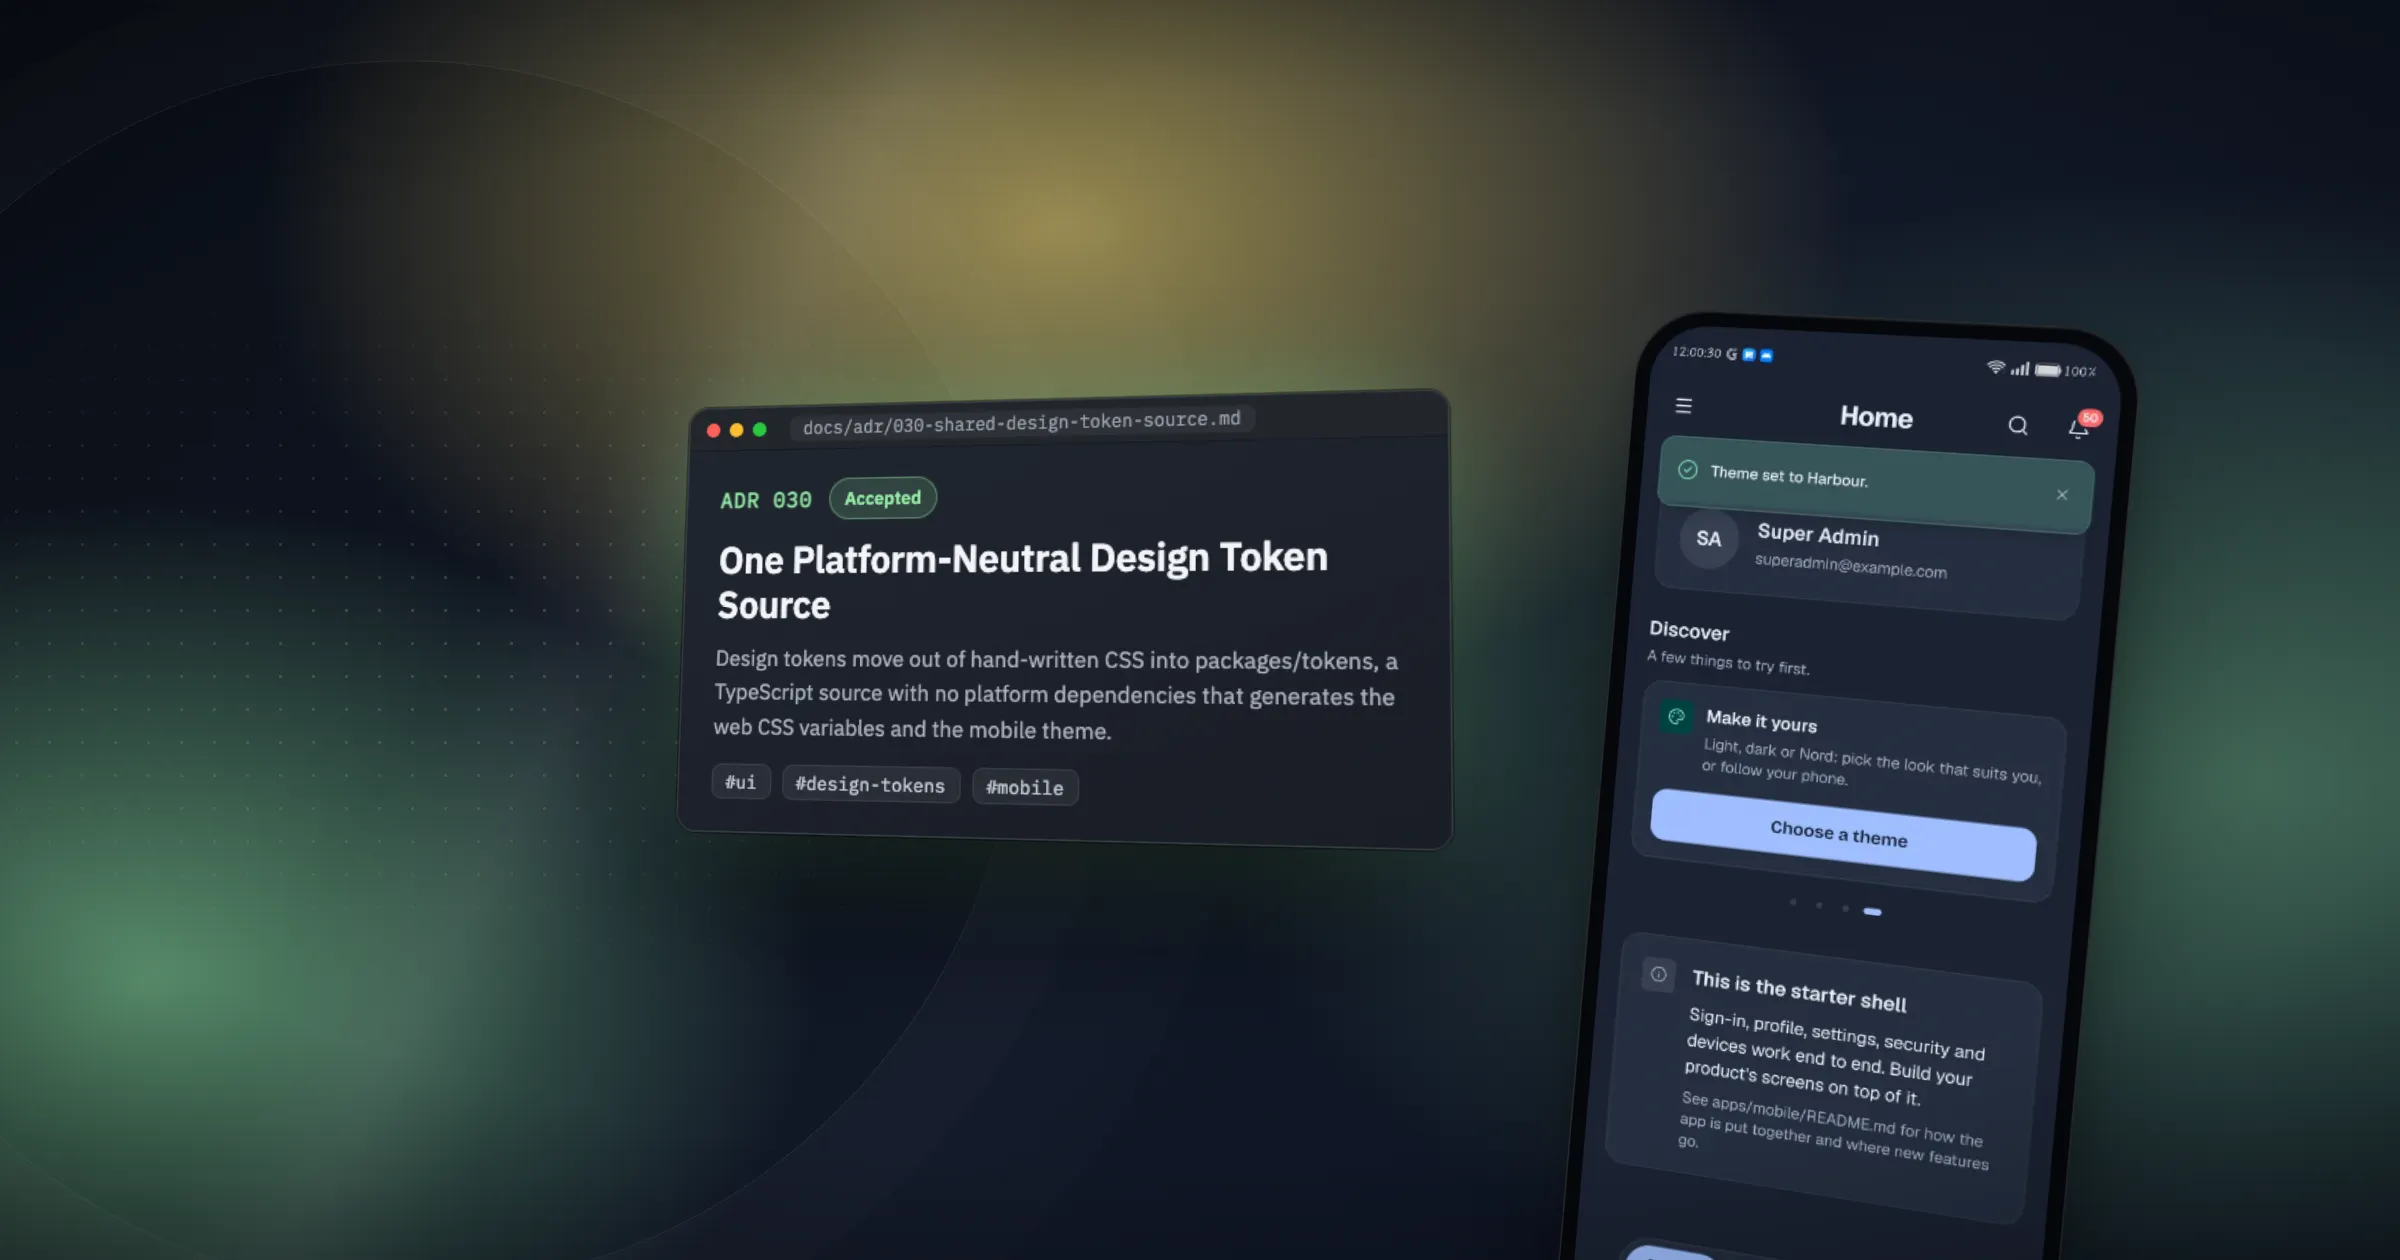 docs/adr/030-shared-design-token-source.md
ADR 030 Accepted
One Platform-Neutral Design Token
Source
Design tokens move out of hand-written CSS into packages/tokens, a
TypeScript source with no platform dependencies that generates the
web CSS variables and the mobile theme.
#ui #design-tokens #mobile
12:00:30 G 100%
Home
50
Theme set to Harbour.
SA
Super Admin
superadmin@example.com
Discover
A few things to try first.
Make it yours
Light, dark or Nord: pick the look that suits you,
or follow your phone.
Choose a theme
This is the starter shell
Sign-in, profile, settings, security and
devices work end to end. Build your
product's screens on top of it.
See apps/mobile/README.md for how the
app is put together and where new features
go.